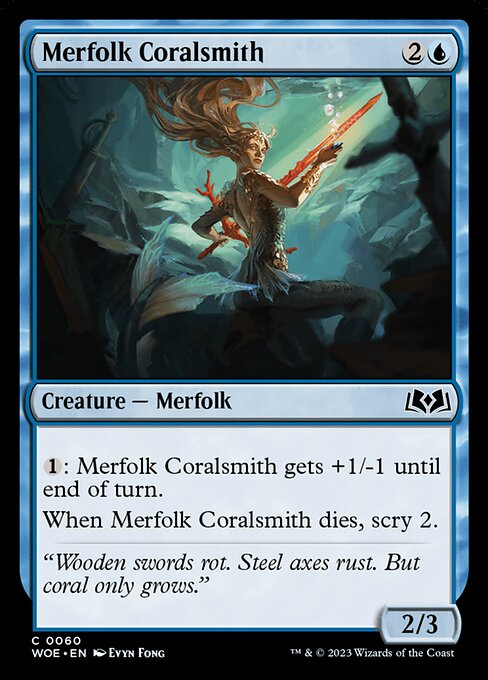 Merfolk Coralsmith 2
Creature — Merfolk
1: Merfolk Coralsmith gets +1/-1 until
end of turn.
When Merfolk Coralsmith dies, scry 2.
“Wooden swords rot. Steel axes rust. But
coral only grows.”
2/3
C 0060
WOE • EN Evyn Fong
™ & © 2023 Wizards of the Coast